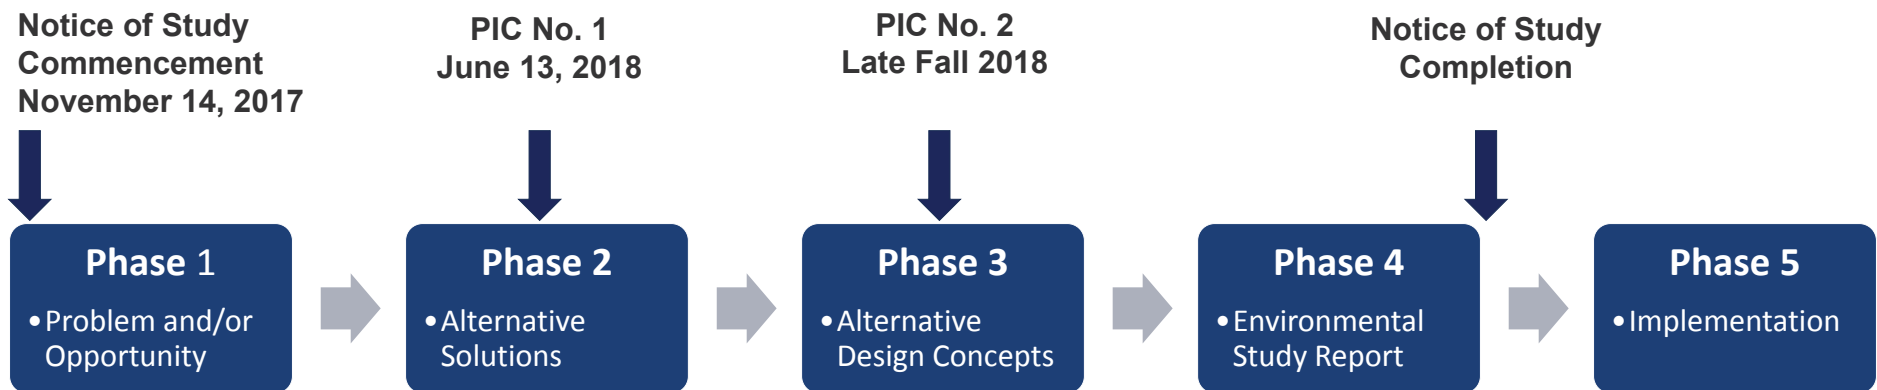 Notice of Study
Commencement
November 14, 2017
PIC No. 1
June 13, 2018
PIC No. 2
Late Fall 2018
Notice of Study
Completion
Phase 1
•Problem and/or
Opportunity
Phase 2
•Alternative
Solutions
Phase 3
•Alternative
Design Concepts
Phase 4
•Environmental
Study Report
Phase 5
•Implementation